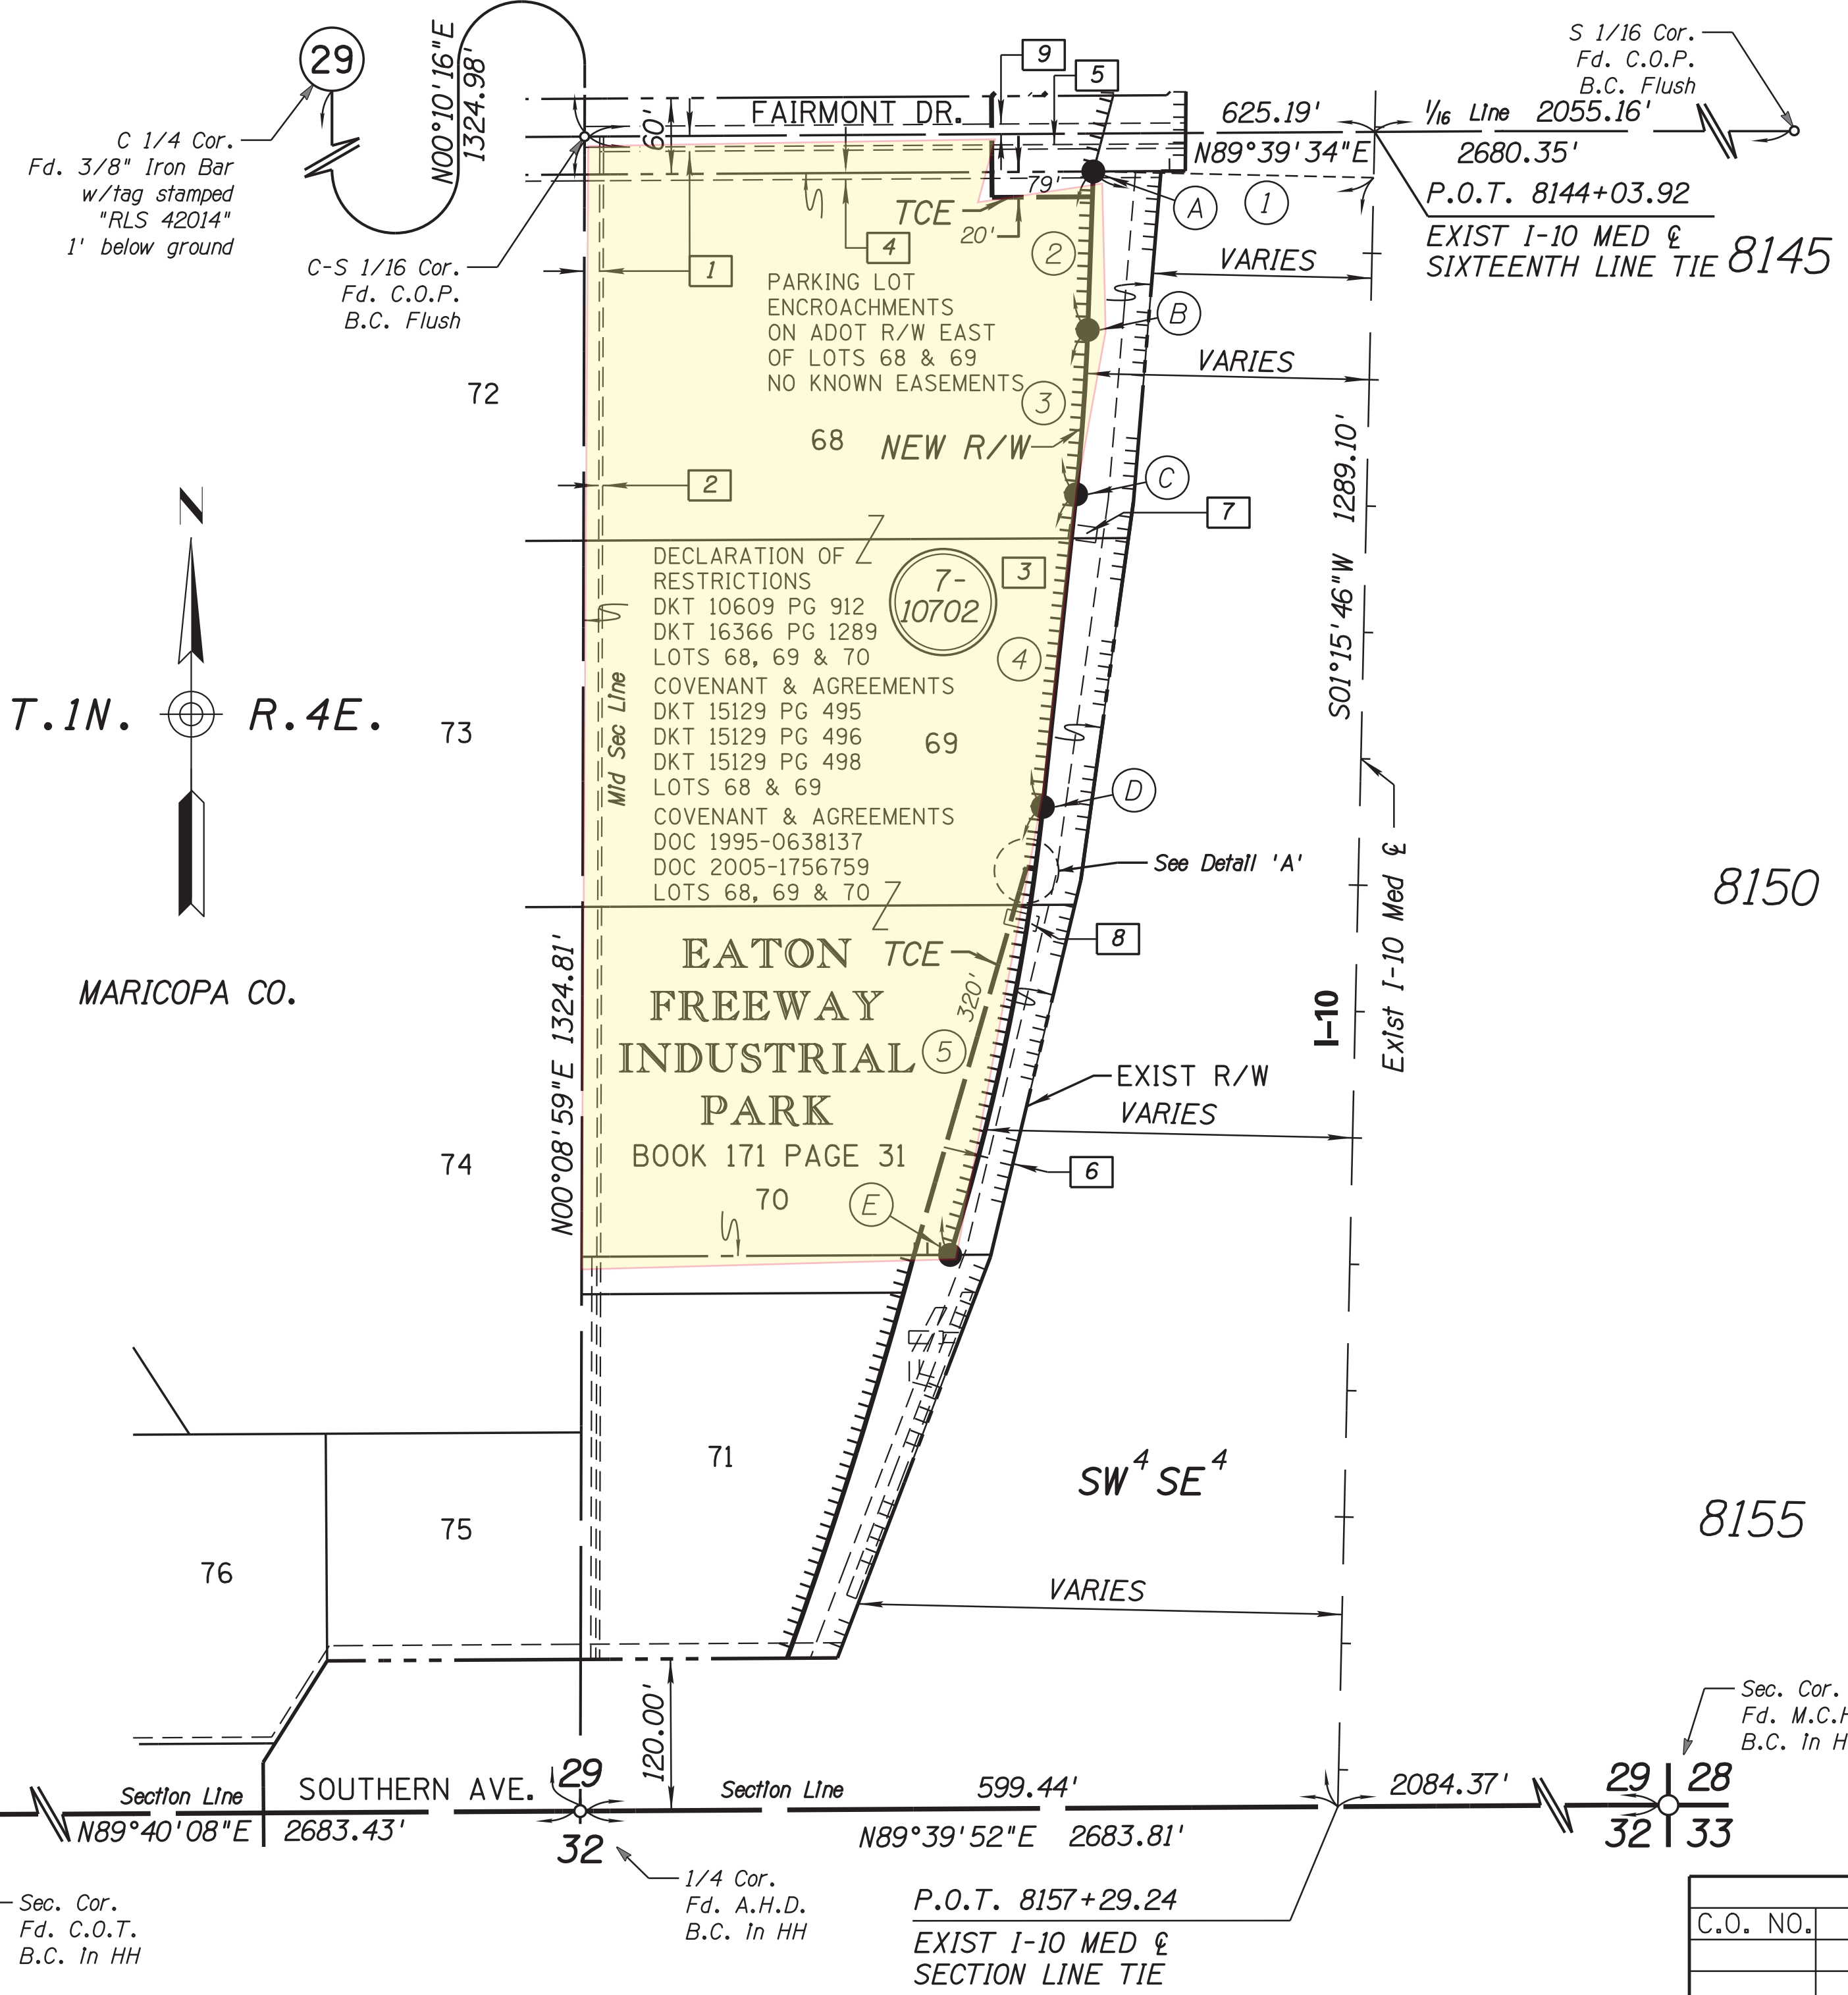 29
C 1/4 Cor.
Fd. 3/8" Iron Bar
w/tag stamped
"RLS 42014"
1' below ground
N00°10'16"E
1324.98'
C-S 1/16 Cor.
Fd. C.O.P.
B.C. Flush
60'
FAIRMONT DR.
9
5
625.19'
N89°39'34"E
1/16 Line 2055.16'
2680.35'
S 1/16 Cor.
Fd. C.O.P.
B.C. Flush
P.O.T. 8144+03.92
EXIST I-10 MED ℄
SIXTEENTH LINE TIE
8145
79'
TCE
20'
A
1
2
4
1
VARIES
PARKING LOT
ENCROACHMENTS
ON ADOT R/W EAST
OF LOTS 68 & 69
NO KNOWN EASEMENTS
B
VARIES
3
72
68
NEW R/W
C
2
7
S01°15'46"W 1289.10'
N
T.1N. R.4E.
MARICOPA CO.
DECLARATION OF
RESTRICTIONS
DKT 10609 PG 912
DKT 16366 PG 1289
LOTS 68, 69 & 70
7-
10702
3
4
COVENANT & AGREEMENTS
DKT 15129 PG 495
DKT 15129 PG 496
DKT 15129 PG 498
LOTS 68 & 69
69
73
Mid Sec Line
COVENANT & AGREEMENTS
DOC 1995-0638137
DOC 2005-1756759
LOTS 68, 69 & 70
D
See Detail 'A'
8150
8
TCE
320'
EATON
FREEWAY
INDUSTRIAL
PARK
BOOK 171 PAGE 31
5
N00°08'59"E 1324.81'
I-10
Exist I-10 Med ℄
EXIST R/W
VARIES
6
74
70
E
71
SW4 SE4
75
76
8155
VARIES
120.00'
Section Line
SOUTHERN AVE.
29
32
Section Line
599.44'
2084.37'
N89°40'08"E 2683.43'
N89°39'52"E 2683.81'
29 28
32 33
Sec. Cor.
Fd. M.C.H
B.C. in H
Sec. Cor.
Fd. C.O.T.
B.C. in HH
1/4 Cor.
Fd. A.H.D.
B.C. in HH
P.O.T. 8157+29.24
EXIST I-10 MED ℄
SECTION LINE TIE
C.O. NO.